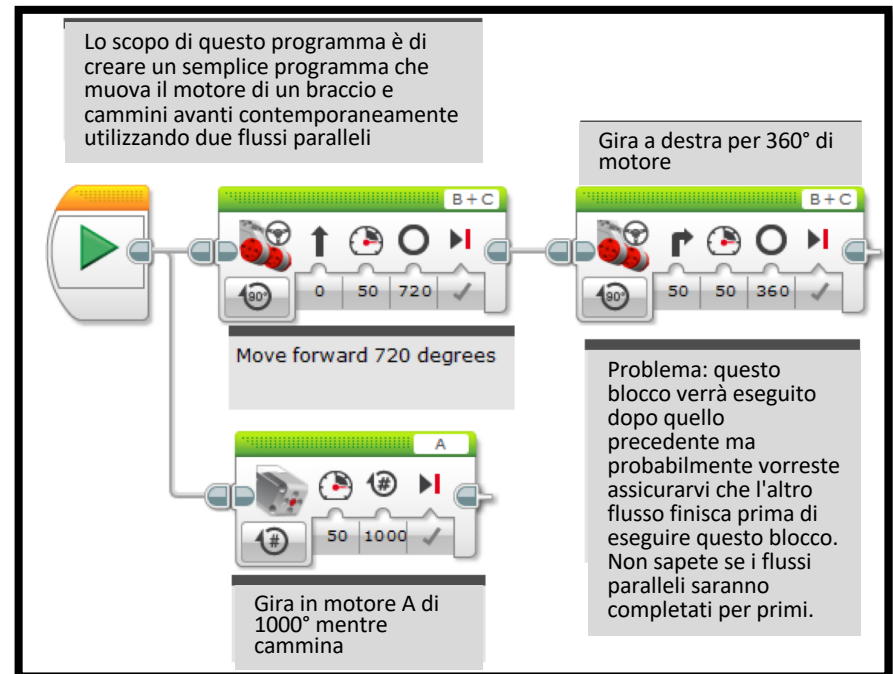 Lo scopo di questo programma è di
creare un semplice programma che
muova il motore di un braccio e
cammini avanti contemporaneamente
utilizzando due flussi paralleli
Gira a destra per 360° di
motore
B + C
0 50 720
B + C
50 50 360
Move forward 720 degrees
Problema: questo
blocco verrà eseguito
dopo quello
precedente ma
probabilmente vorreste
assicurarvi che l'altro
flusso finisca prima di
eseguire questo blocco.
Non sapete se i flussi
paralleli saranno
completati per primi.
A
#
# 50 1000
Gira in motore A di
1000° mentre
cammina
90°
90°